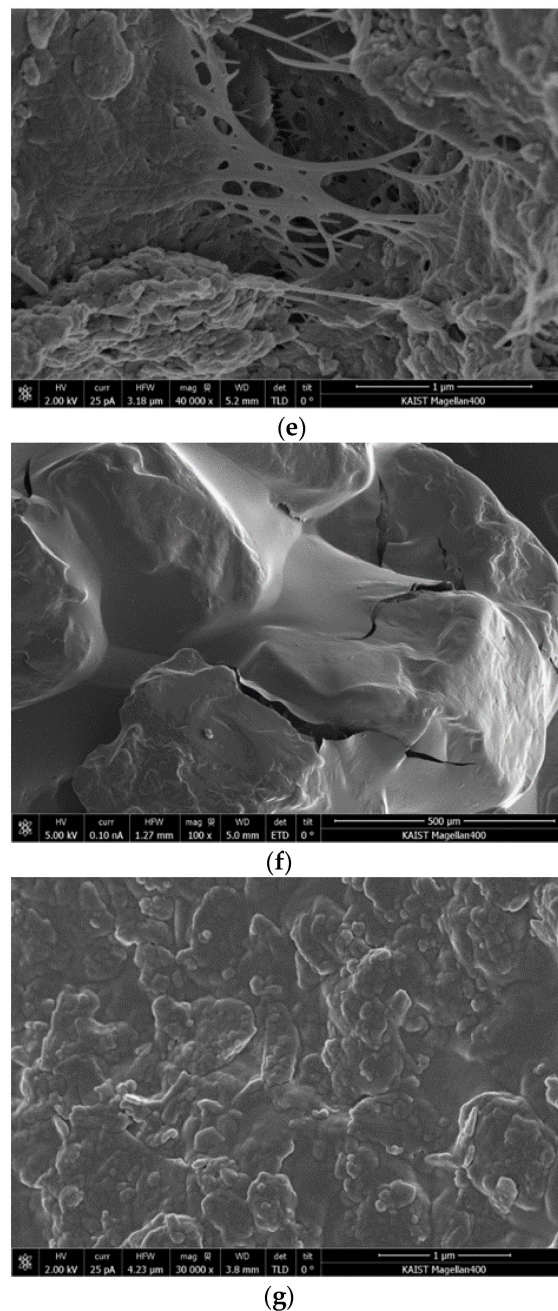 HV curr HFW mag WD det tilt 1 µm
2.00 kV 25 pA 3.18 µm 40 000 x 5.2 mm TLD 0° KAIST Magellan400
(e)
HV curr HFW mag WD det tilt 500 µm
5.00 kV 0.10 nA 1.27 mm 100 x 5.0 mm ETD 0° KAIST Magellan400
(f)
HV curr HFW mag WD det tilt 1 µm
2.00 kV 25 pA 4.23 µm 30 000 x 3.8 mm TLD 0° KAIST Magellan400
(g)